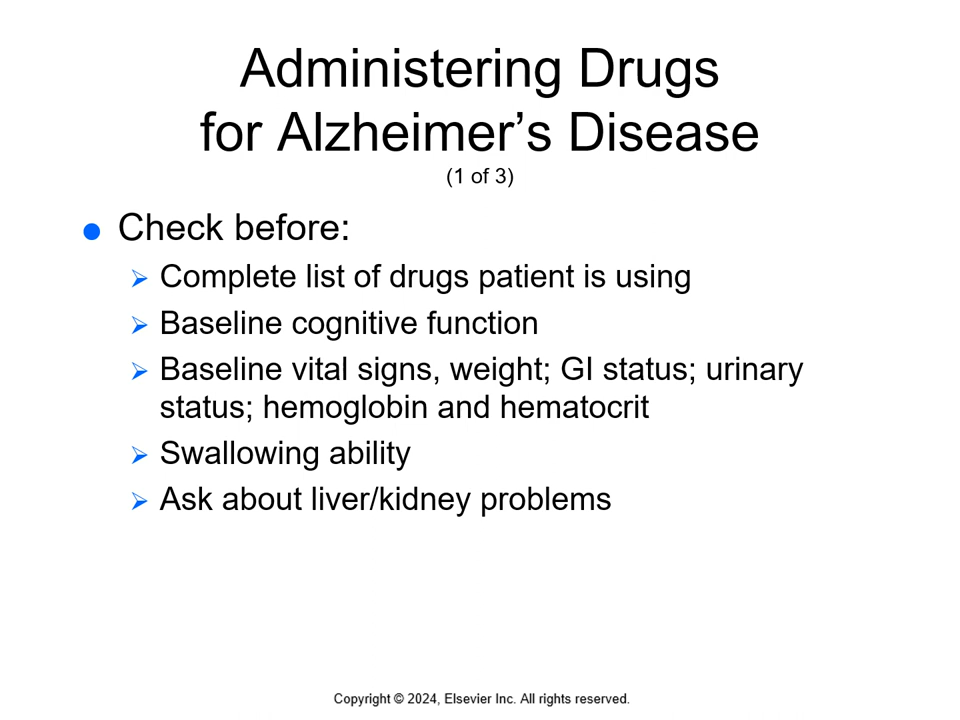 Administering Drugs
for Alzheimer’s Disease
(1 of 3)
Check before:
Complete list of drugs patient is using
Baseline cognitive function
Baseline vital signs, weight; GI status; urinary
status; hemoglobin and hematocrit
Swallowing ability
Ask about liver/kidney problems
Copyright © 2024, Elsevier Inc. All rights reserved.